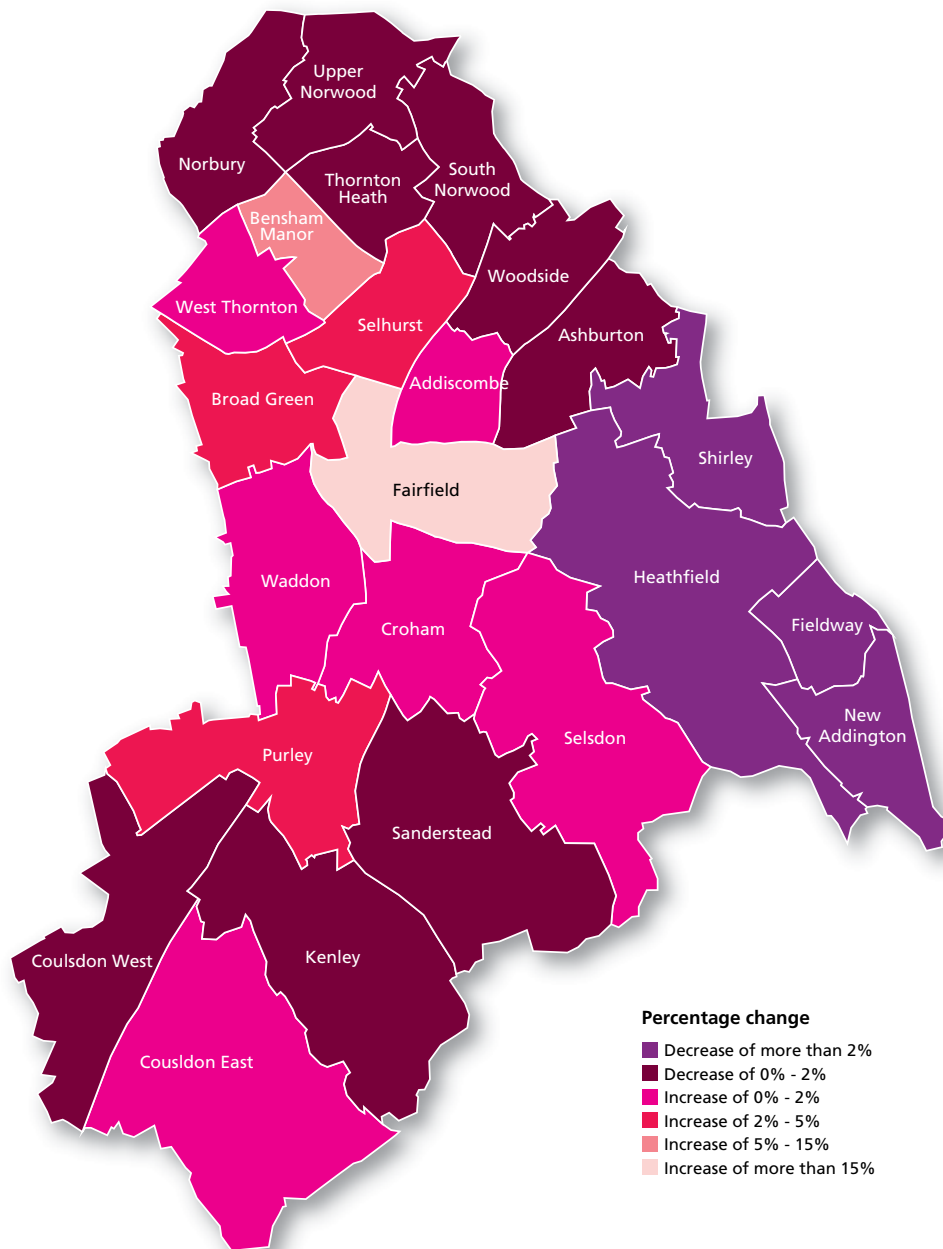 Upper
Norwood
Norbury
Thornton
Heath
South
Norwood
Bensham
Manor
Woodside
West Thornton
Selhurst
Ashburton
Addiscombe
Broad Green
Shirley
Fairfield
Heathfield
Waddon
Fieldway
Croham
New
Addington
Selsdon
Purley
Sanderstead
Kenley
Coulsdon West
Cousldon East
Percentage change
Decrease of more than 2%
Decrease of 0% - 2%
Increase of 0% - 2%
Increase of 2% - 5%
Increase of 5% - 15%
Increase of more than 15%